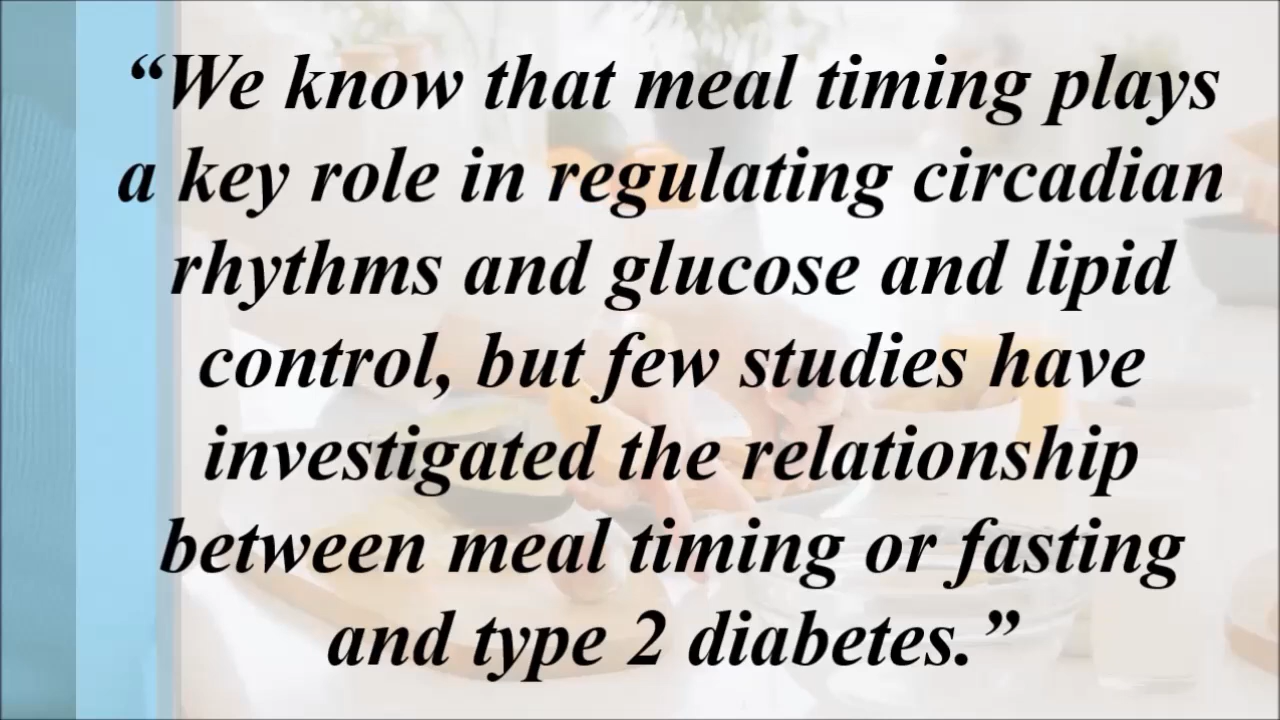 “We know that meal timing plays
a key role in regulating circadian
rhythms and glucose and lipid
control, but few studies have
investigated the relationship
between meal timing or fasting
and type 2 diabetes.”